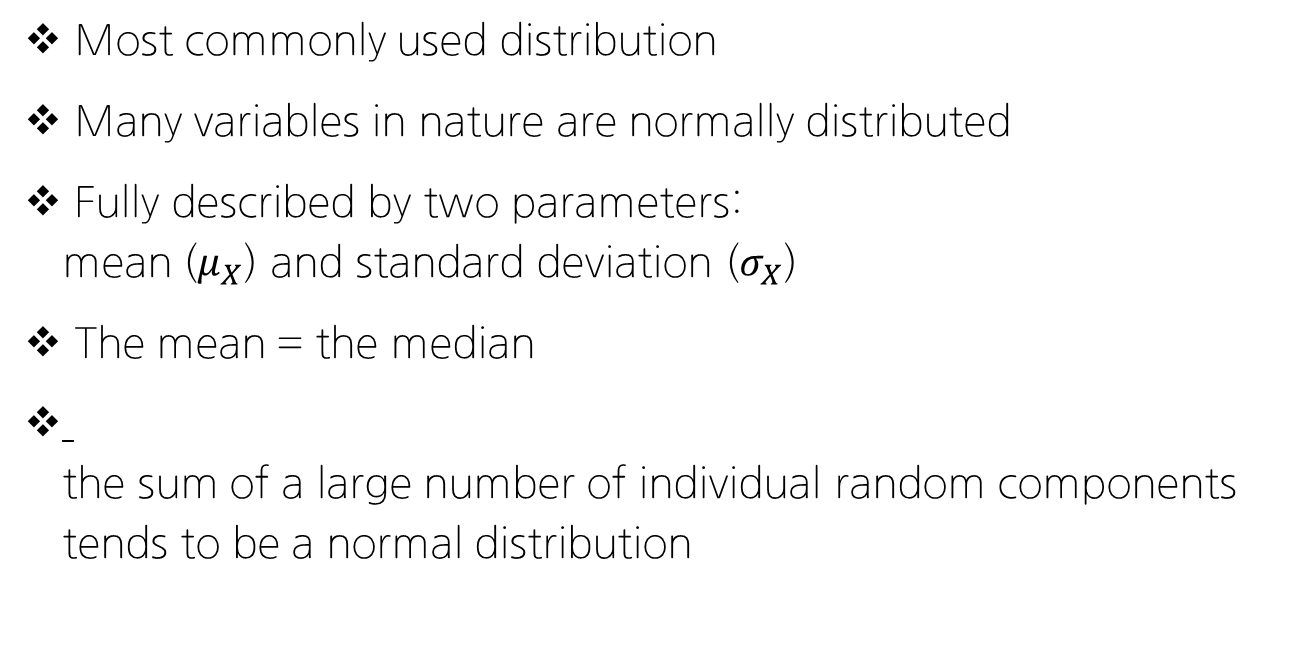 ❖ Most commonly used distribution
❖ Many variables in nature are normally distributed
❖ Fully described by two parameters:
mean (μ_X) and standard deviation (σ_X)
❖ The mean = the median
❖ _
the sum of a large number of individual random components
tends to be a normal distribution